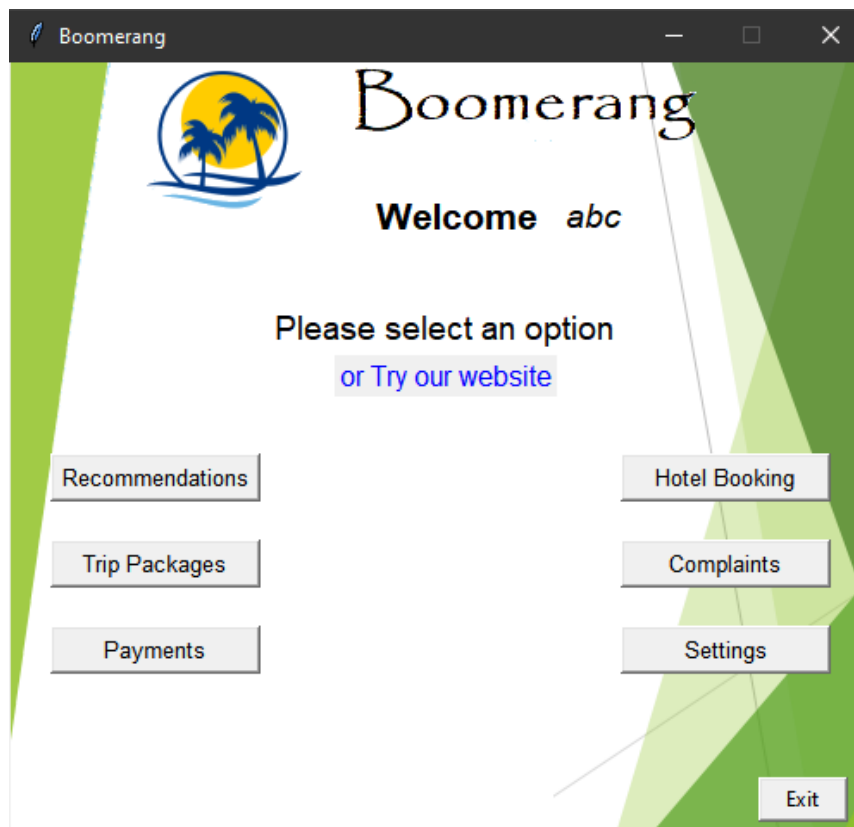 Boomerang
Boomerang
Welcome abc
Please select an option
or Try our website
Recommendations
Hotel Booking
Trip Packages
Complaints
Payments
Settings
Exit